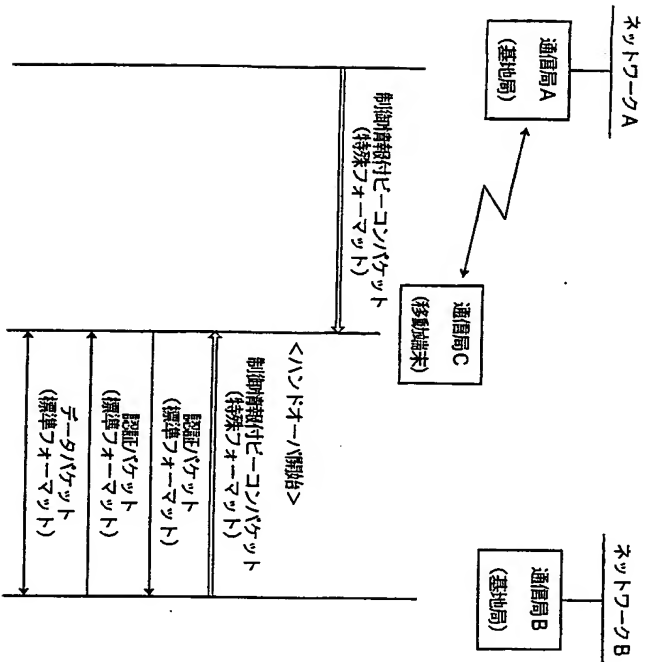 ネットワークA
通信局A
(基地局)
通信局C
(移動端末)
ネットワークB
通信局B
(基地局)
制御情報付ビーコンパケット
(特殊フォーマット)
<ハンドオーバ開始>
制御情報付ビーコンパケット
(特殊フォーマット)
認証パケット
(標準フォーマット)
認証パケット
(標準フォーマット)
データパケット
(標準フォーマット)